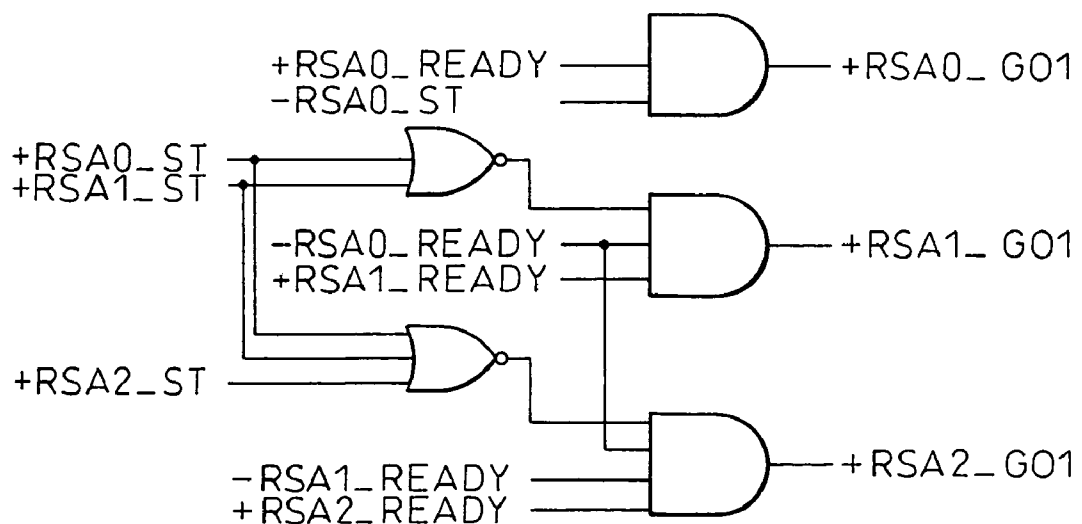 +RSA0_READY
-RSA0_ST
+RSA0_GO1
+RSA0_ST
+RSA1_ST
-RSA0_READY
+RSA1_READY
+RSA1_GO1
+RSA2_ST
-RSA1_READY
+RSA2_READY
+RSA2_GO1